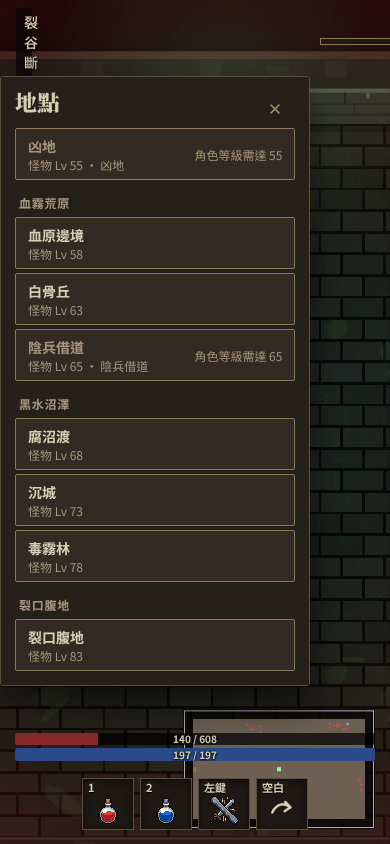 裂
谷
斷
地點
×
凶地
怪物 Lv 55 · 凶地
角色等級需達 55
血霧荒原
血原邊境
怪物 Lv 58
白骨丘
怪物 Lv 63
陰兵借道
怪物 Lv 65 · 陰兵借道
角色等級需達 65
黑水沼澤
腐沼渡
怪物 Lv 68
沉城
怪物 Lv 73
毒霧林
怪物 Lv 78
裂口腹地
裂口腹地
怪物 Lv 83
140 / 608
197 / 197
1
2
左鍵
空白